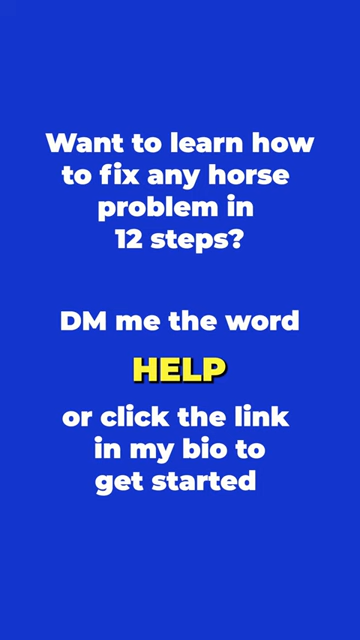 Want to learn how
to fix any horse
problem in
12 steps?
DM me the word
HELP
or click the link
in my bio to
get started